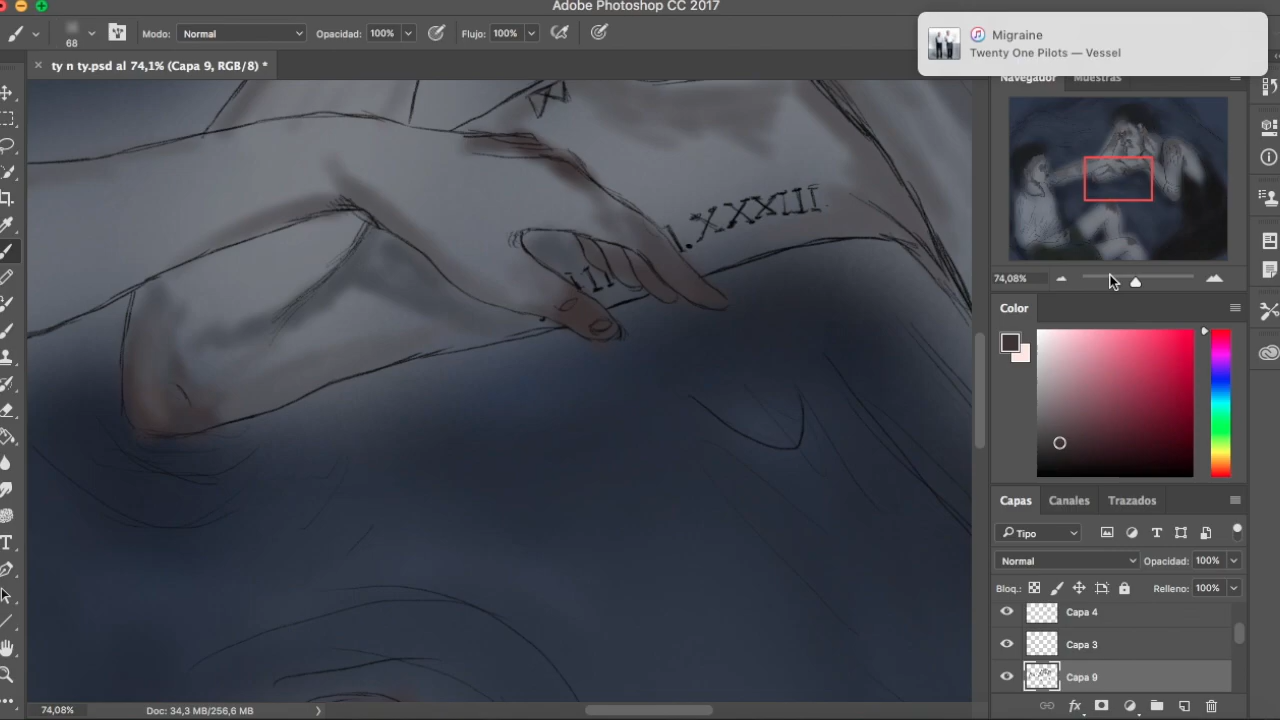 Adobe Photoshop CC 2017
Migraine
Twenty One Pilots — Vessel
68
Modo: Normal
Opacidad: 100%
Flujo: 100%
× ty n ty.psd al 74,1% (Capa 9, RGB/8) *
Navegador
Muestras
.XXXIII.
74,08%
Color
Capas
Canales
Trazados
Tipo
Normal
Opacidad: 100%
Bloq.:
Relleno: 100%
Capa 4
Capa 3
Capa 9
fx
74,08%
Doc: 34,3 MB/256,6 MB